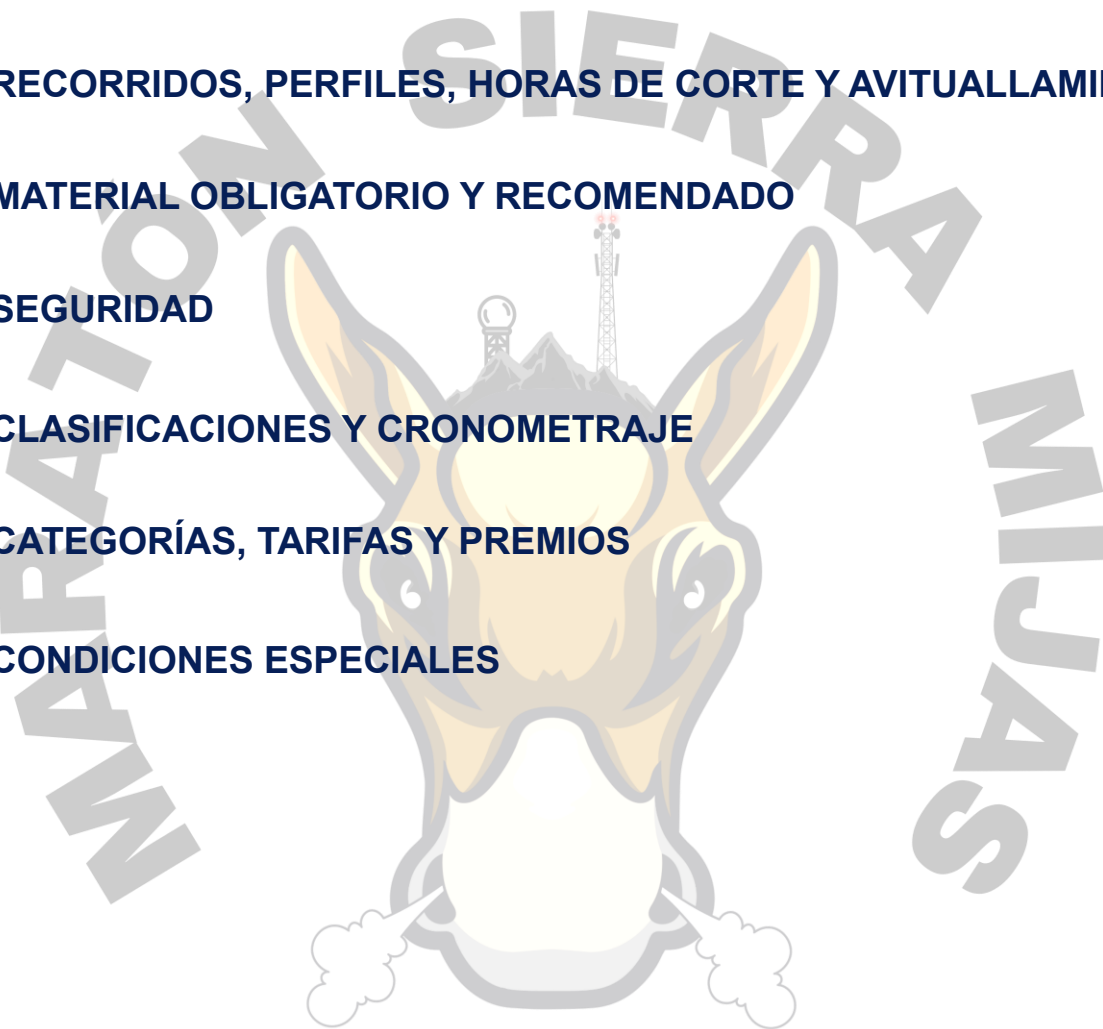 MARATÓN SIERRA MIJAS
RECORRIDOS, PERFILES, HORAS DE CORTE Y
MATERIAL OBLIGATORIO Y RECOMENDADO
SEGURIDAD
CLASIFICACIONES Y CRONOMETRAJE
CATEGORÍAS, TARIFAS Y PREMIOS
CONDICIONES ESPECIALES